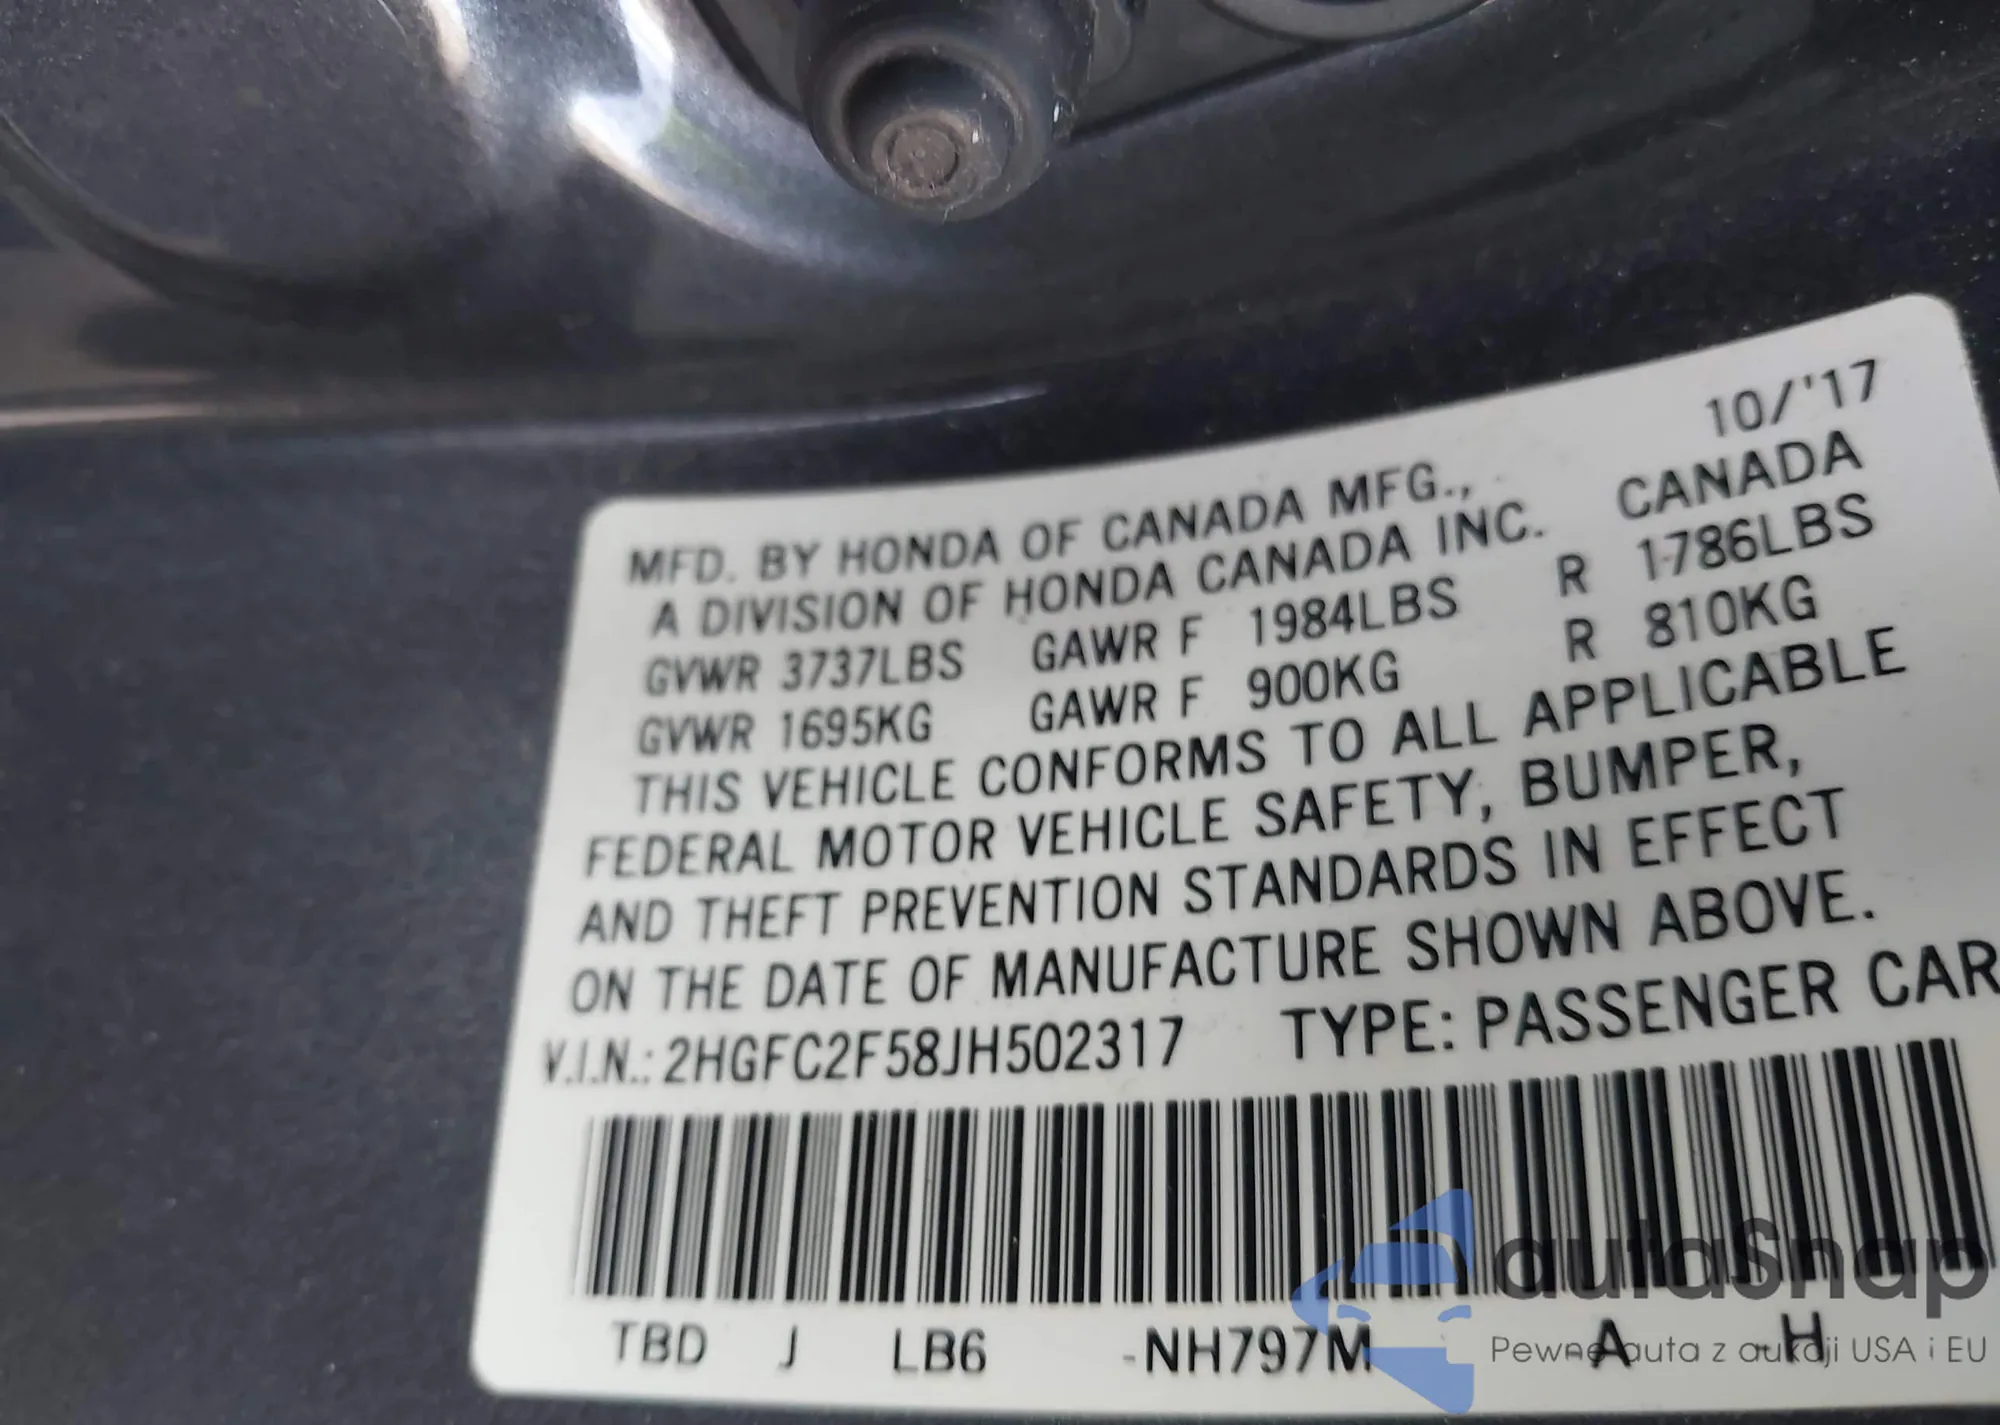 10/'17
MFD. BY HONDA OF CANADA MFG.,
A DIVISION OF HONDA CANADA INC. CANADA
GVWR 3737LBS GAWR F 1984LBS R 1786LBS
GVWR 1695KG GAWR F 900KG R 810KG
THIS VEHICLE CONFORMS TO ALL APPLICABLE
FEDERAL MOTOR VEHICLE SAFETY, BUMPER,
AND THEFT PREVENTION STANDARDS IN EFFECT
ON THE DATE OF MANUFACTURE SHOWN ABOVE.
V.I.N.: 2HGFC2F58JH502317 TYPE: PASSENGER CAR
TBD J LB6 -NH797M A H
autaSnap
Pewne auta z aukcji USA i EU